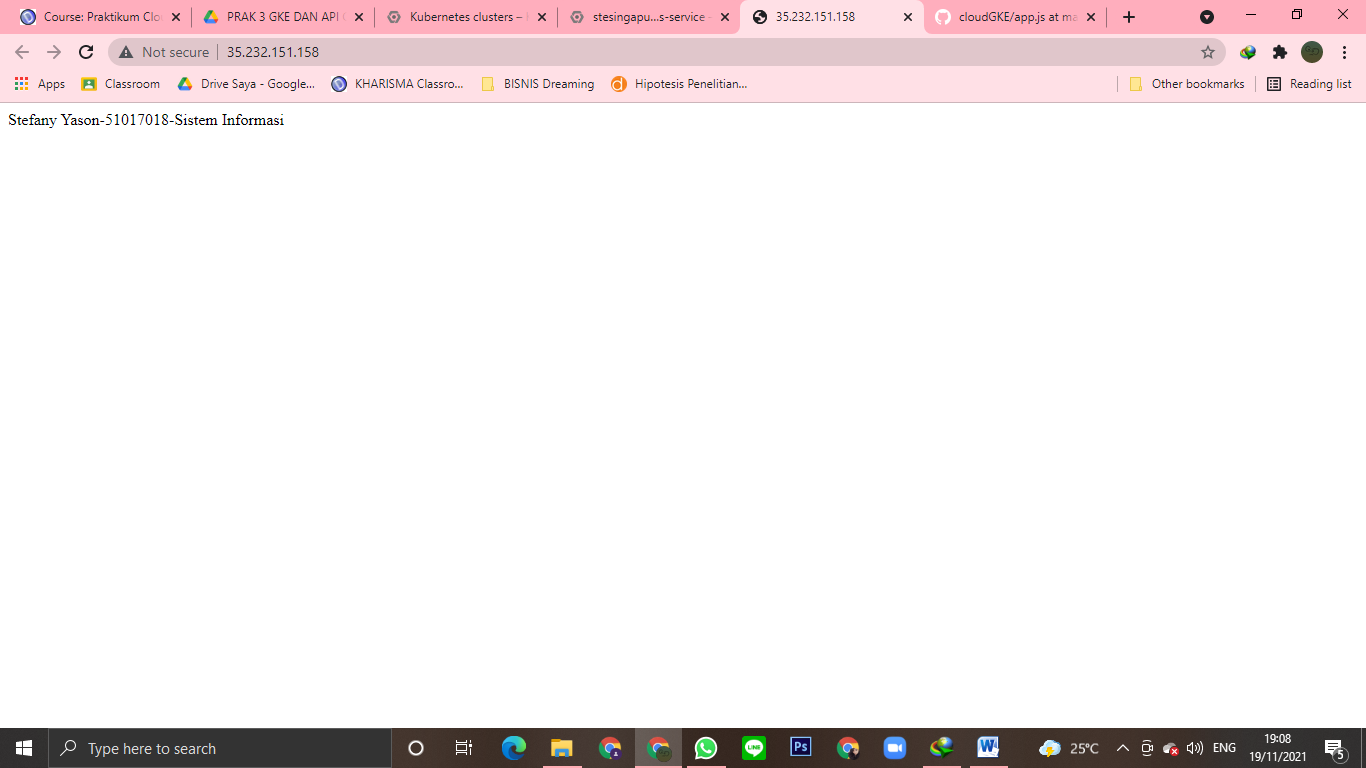 Course: Praktikum Clo
PRAK 3 GKE DAN API
Kubernetes clusters –
stesingapu...s-service -
35.232.151.158
cloudGKE/app.js at ma
Not secure
35.232.151.158
Apps
Classroom
Drive Saya - Google...
KHARISMA Classro...
BISNIS Dreaming
Hipotesis Penelitian...
Other bookmarks
Reading list
Stefany Yason-51017018-Sistem Informasi
Type here to search
Ps
W
25°C
ENG
19:08
19/11/2021
5